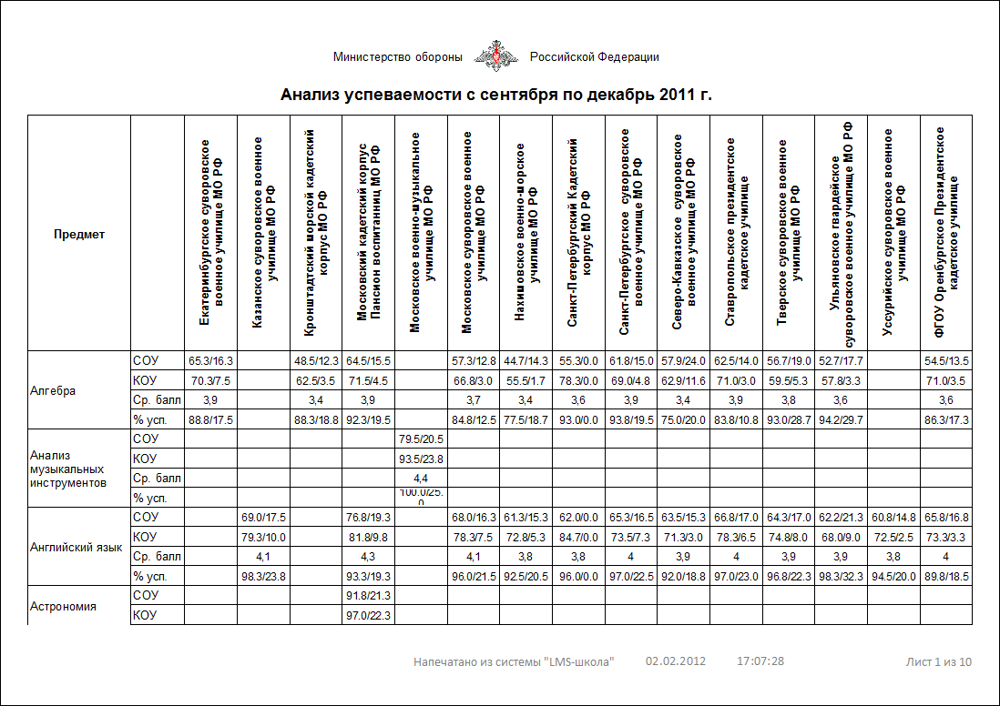 Министерство обороны Российской Федерации
Анализ успеваемости с сентября по декабрь 2011 г.
Предмет
Екатеринбургское суворовское
военное училище МО РФ
Казанское суворовское военное
училище МО РФ
Кронштадтский морской кадетский
корпус МО РФ
Московский кадетский корпус
Пансион воспитанниц МО РФ
Московское военно-музыкальное
училище МО РФ
Московское суворовское военное
училище МО РФ
Нахимовское военно-морское
училище МО РФ
Санкт-Петербургский Кадетский
корпус МО РФ
Санкт-Петербургское суворовское
военное училище МО РФ
Северо-Кавказское суворовское
военное училище МО РФ
Ставропольское президентское
кадетское училище
Тверское суворовское военное
училище МО РФ
Ульяновское гвардейское
суворовское военное училище МО РФ
Уссурийское суворовское военное
училище МО РФ
ФГОУ Оренбургское Президентское
кадетское училище
Алгебра
СОУ 65.3/16.3 48.5/12.3 64.5/15.5 57.3/12.8 44.7/14.3 55.3/0.0 61.8/15.0 57.9/24.0 62.5/14.0 56.7/19.0 52.7/17.7 54.5/13.5
КОУ 70.3/7.5 62.5/3.5 71.5/4.5 66.8/3.0 55.5/1.7 78.3/0.0 69.0/4.8 62.9/11.6 71.0/3.0 59.5/5.3 57.8/3.3 71.0/3.5
Ср. балл 3,9 3,4 3,9 3,7 3,4 3,6 3,9 3,4 3,9 3,8 3,6 3,6
% усп. 88.8/17.5 88.3/18.8 92.3/19.5 84.8/12.5 77.5/18.7 93.0/0.0 93.8/19.5 75.0/20.0 83.8/10.8 93.0/28.7 94.2/29.7 86.3/17.3
Анализ
музыкальных
инструментов
СОУ 79.5/20.5
КОУ 93.5/23.8
Ср. балл 4,4
% усп. 100.0/25.
0
Английский язык
СОУ 69.0/17.5 76.8/19.3 68.0/16.3 61.3/15.3 62.0/0.0 65.3/16.5 63.5/15.3 66.8/17.0 64.3/17.0 62.2/21.3 60.8/14.8 65.8/16.8
КОУ 79.3/10.0 81.8/9.8 78.3/7.5 72.8/5.3 84.7/0.0 73.5/7.3 71.3/3.0 78.3/6.5 74.8/8.0 68.0/9.0 72.5/2.5 73.3/3.3
Ср. балл 4,1 4,3 4,1 3,8 3,8 4 3,9 4 3,9 3,9 3,8 4
% усп. 98.3/23.8 93.3/19.3 96.0/21.5 92.5/20.5 96.0/0.0 97.0/22.5 92.0/18.8 97.0/23.0 96.8/22.3 98.3/32.3 94.5/20.0 89.8/18.5
Астрономия
СОУ 91.8/21.3
КОУ 97.0/22.3
Напечатано из системы "LMS-школа" 02.02.2012 17:07:28 Лист 1 из 10